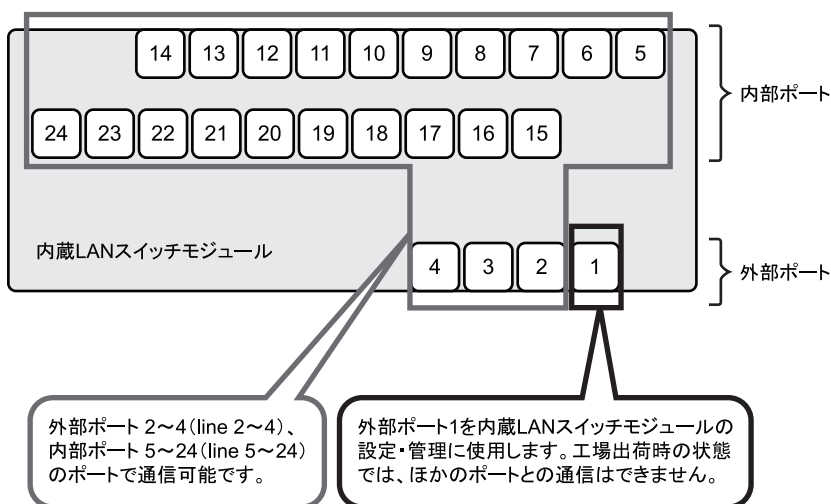 14 13 12 11 10 9 8 7 6 5
内部ポート
24 23 22 21 20 19 18 17 16 15
内蔵LANスイッチモジュール
4 3 2 1
外部ポート
外部ポート 2～4(line 2～4)、
内部ポート 5～24(line 5～24)
のポートで通信可能です。
外部ポート1を内蔵LANスイッチモジュールの
設定・管理に使用します。工場出荷時の状態
では、ほかのポートとの通信はできません。